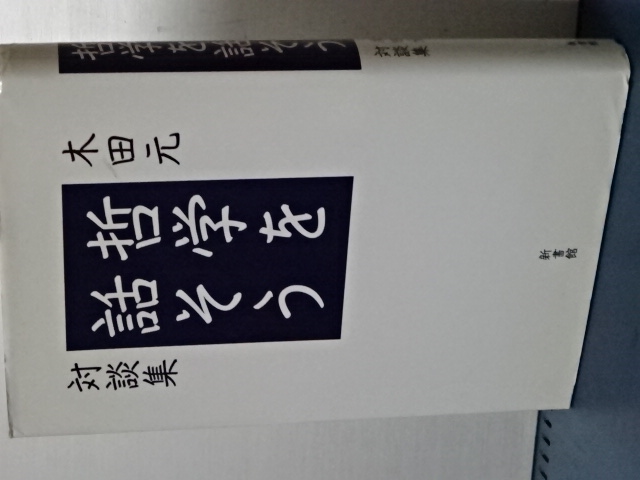 哲学を話そう
対談集
木田元
哲学を
話そう
対談集
新書館